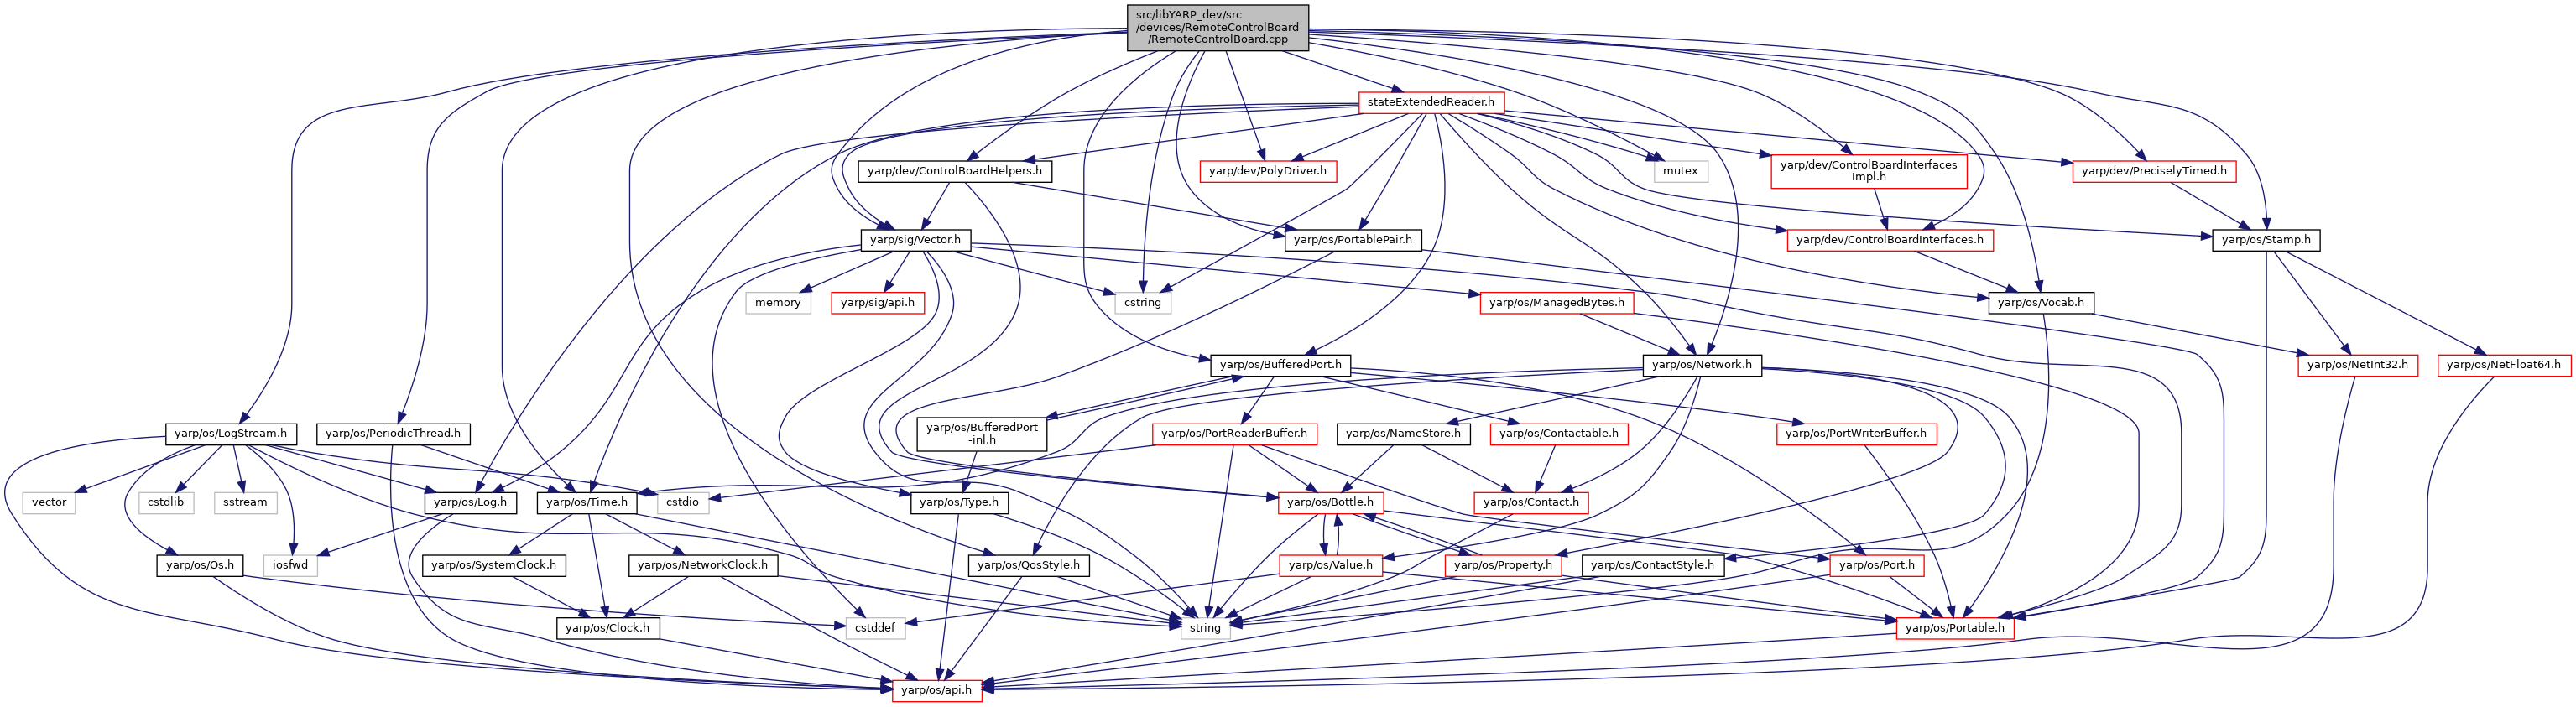 src/libYARP_dev/src
/devices/RemoteControlBoard
/RemoteControlBoard.cpp
stateExtendedReader.h
yarp/dev/ControlBoardHelpers.h
yarp/dev/PolyDriver.h
mutex
yarp/dev/ControlBoardInterfaces
Impl.h
yarp/dev/PreciselyTimed.h
yarp/sig/Vector.h
yarp/os/PortablePair.h
yarp/dev/ControlBoardInterfaces.h
yarp/os/Stamp.h
memory
yarp/sig/api.h
cstring
yarp/os/ManagedBytes.h
yarp/os/Vocab.h
yarp/os/BufferedPort.h
yarp/os/Network.h
yarp/os/NetInt32.h
yarp/os/NetFloat64.h
yarp/os/LogStream.h
yarp/os/PeriodicThread.h
yarp/os/BufferedPort
-inl.h
yarp/os/PortReaderBuffer.h
yarp/os/NameStore.h
yarp/os/Contactable.h
yarp/os/PortWriterBuffer.h
vector
cstdlib
sstream
yarp/os/Log.h
yarp/os/Time.h
cstdio
yarp/os/Type.h
yarp/os/Bottle.h
yarp/os/Contact.h
yarp/os/Os.h
iosfwd
yarp/os/SystemClock.h
yarp/os/NetworkClock.h
yarp/os/QosStyle.h
yarp/os/Value.h
yarp/os/Property.h
yarp/os/ContactStyle.h
yarp/os/Port.h
yarp/os/Clock.h
cstddef
string
yarp/os/Portable.h
yarp/os/api.h